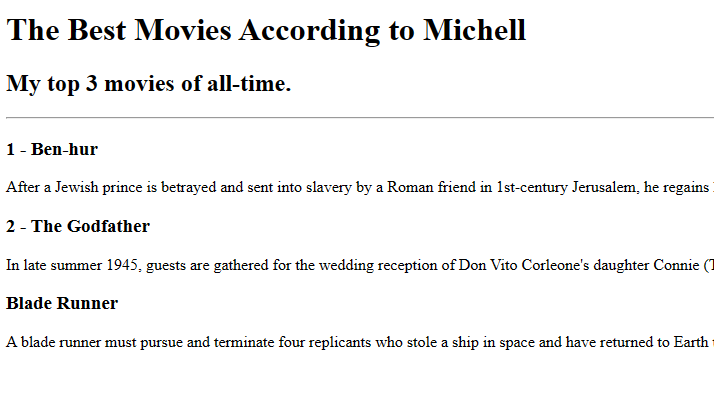 The Best Movies According to Michell
My top 3 movies of all-time.
1 - Ben-hur
After a Jewish prince is betrayed and sent into slavery by a Roman friend in 1st-century Jerusalem, he regains
2 - The Godfather
In late summer 1945, guests are gathered for the wedding reception of Don Vito Corleone's daughter Connie (
Blade Runner
A blade runner must pursue and terminate four replicants who stole a ship in space and have returned to Earth